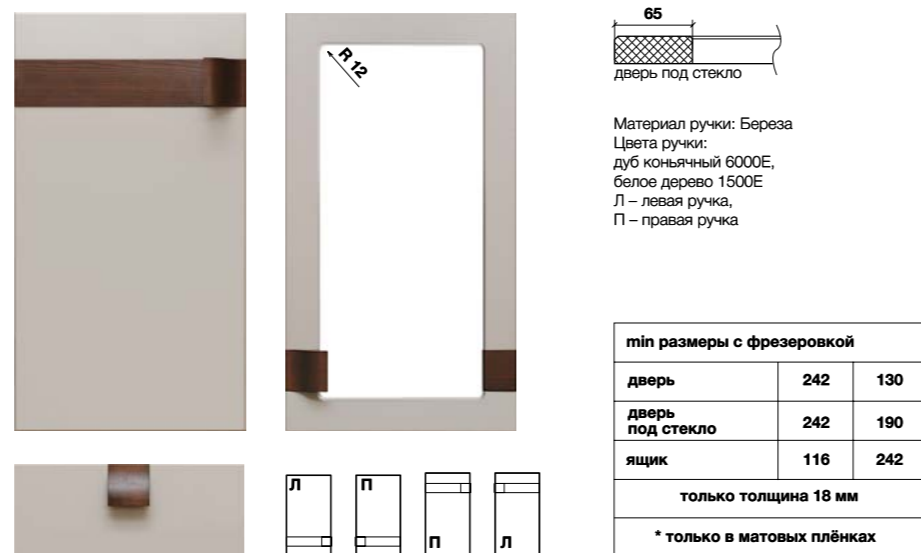 R 12
65
дверь под стекло
Материал ручки: Береза
Цвета ручки:
дуб коньячный 6000Е,
белое дерево 1500Е
Л – левая ручка,
П – правая ручка
min размеры с фрезеровкой
дверь 242 130
дверь
под стекло 242 190
ящик 116 242
только толщина 18 мм
* только в матовых плёнках
Л П П Л